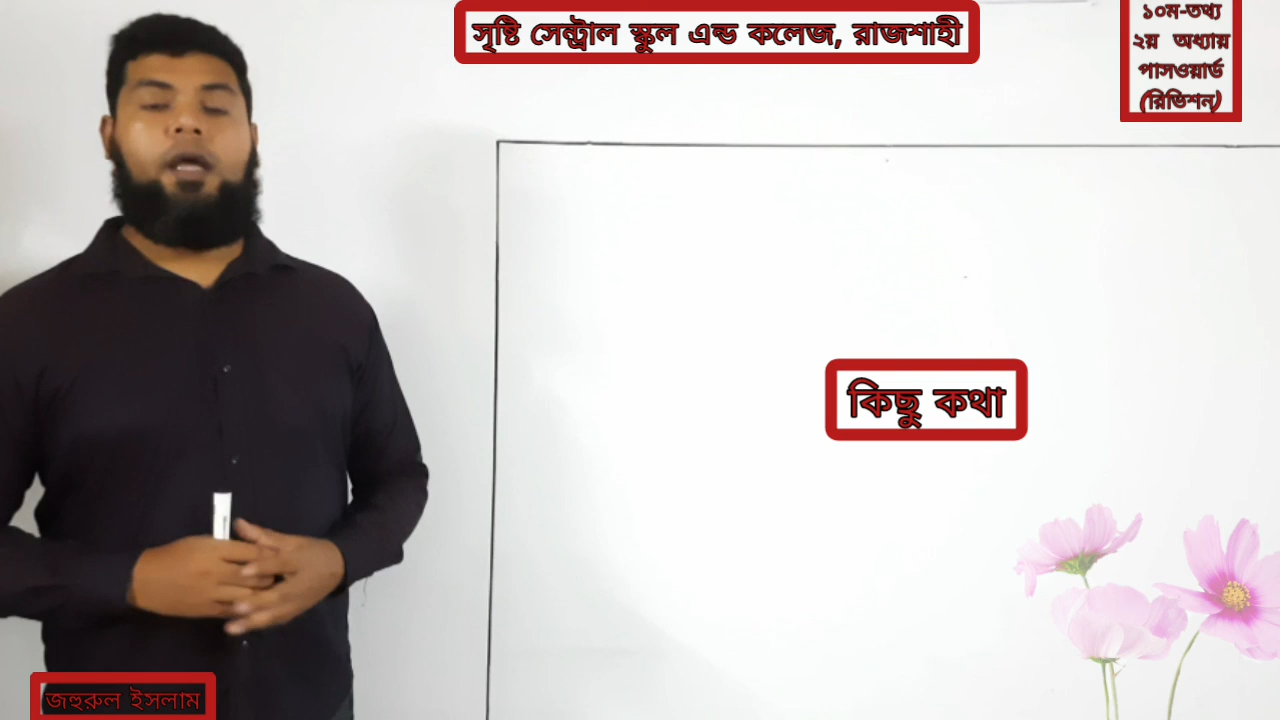 সৃষ্টি সেন্ট্রাল স্কুল এন্ড কলেজ, রাজশাহী
১০ম-তথ্য
২য় অধ্যায়
পাসওয়ার্ড
(রিভিশন)
কিছু কথা
জহুরুল ইসলাম